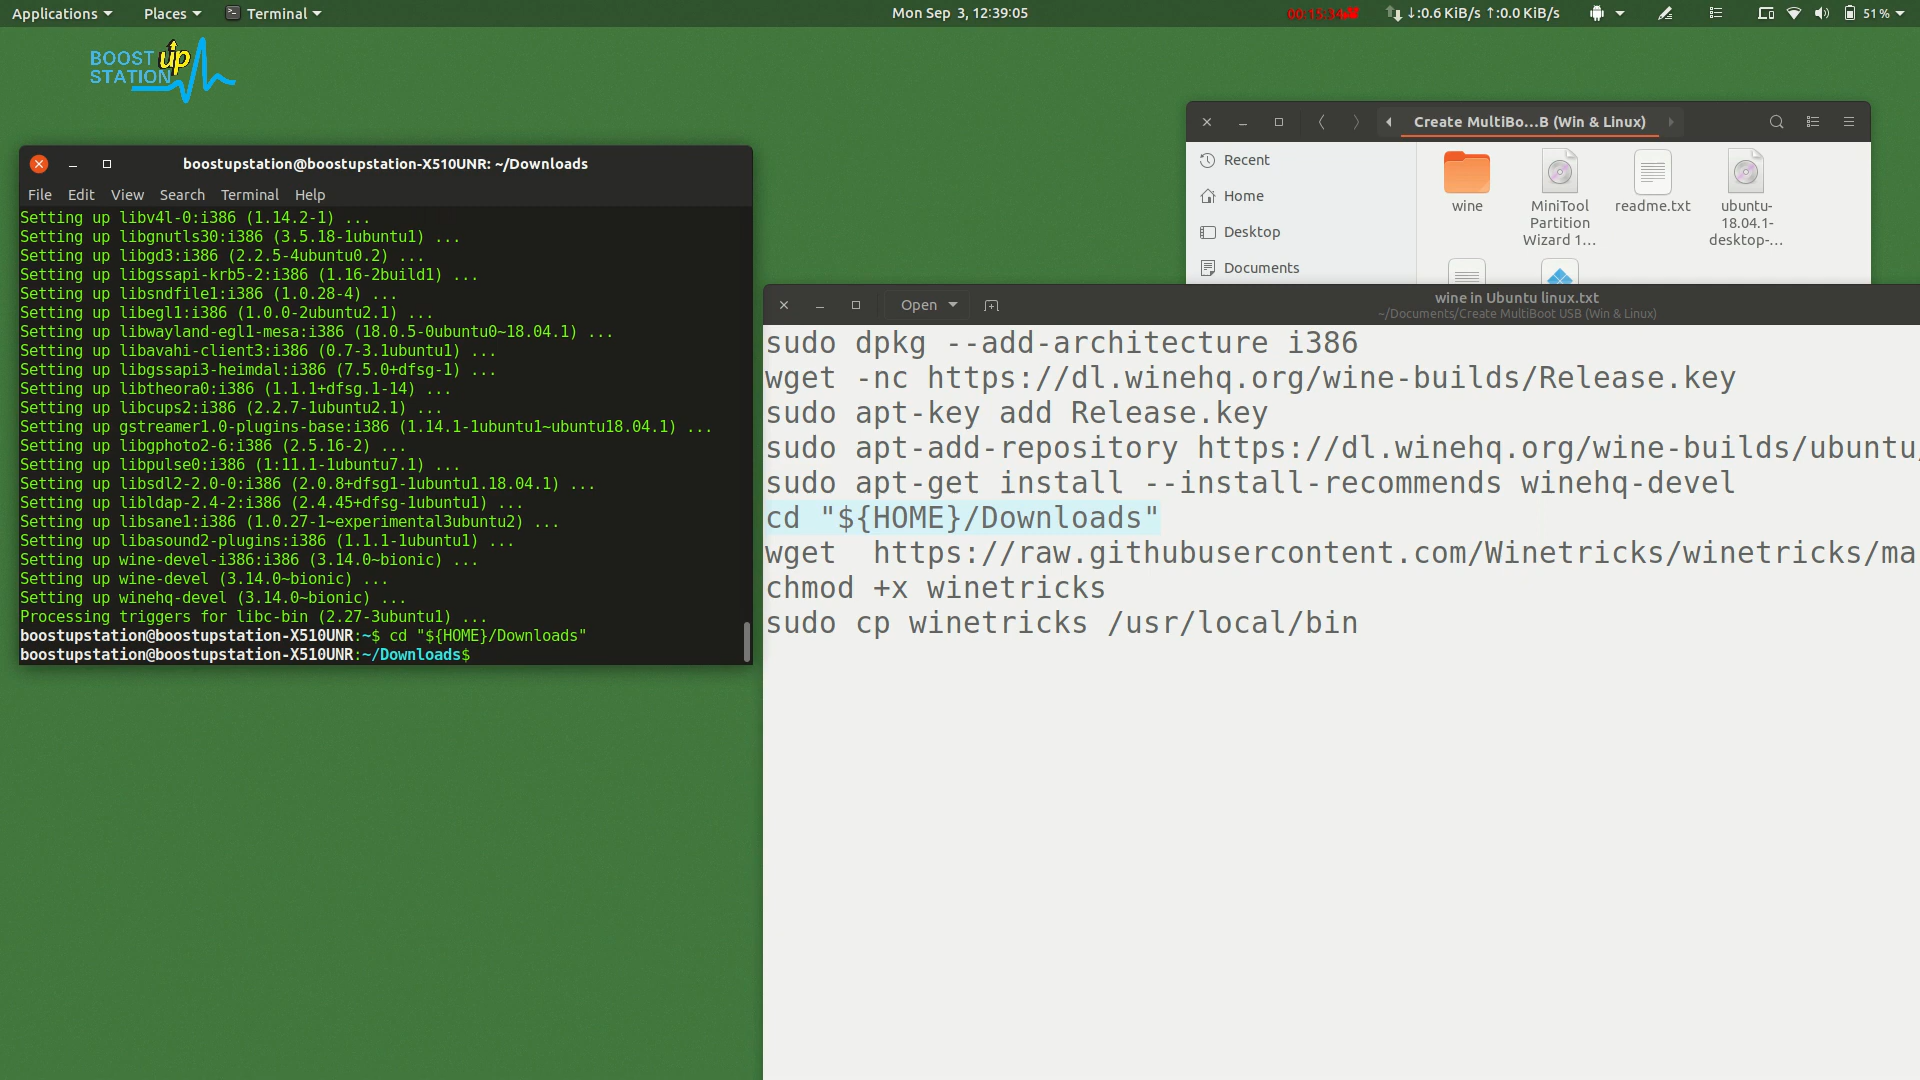 Applications Places Terminal Mon Sep 3, 12:39:05 00:15:34 ↓:0.6 KiB/s ↑:0.0 KiB/s 51 %
BOOST up
STATION
Create MultiBo...B (Win & Linux)
Recent
Home
Desktop
Documents
wine
MiniTool
Partition
Wizard 1...
readme.txt
ubuntu-
18.04.1-
desktop-...
boostupstation@boostupstation-X510UNR: ~/Downloads
File Edit View Search Terminal Help
Setting up libv4l-0:i386 (1.14.2-1) ...
Setting up libgnutls30:i386 (3.5.18-1ubuntu1) ...
Setting up libgd3:i386 (2.2.5-4ubuntu0.2) ...
Setting up libgssapi-krb5-2:i386 (1.16-2build1) ...
Setting up libsndfile1:i386 (1.0.28-4) ...
Setting up libegl1:i386 (1.0.0-2ubuntu2.1) ...
Setting up libwayland-egl1-mesa:i386 (18.0.5-0ubuntu0~18.04.1) ...
Setting up libavahi-client3:i386 (0.7-3.1ubuntu1) ...
Setting up libgssapi3-heimdal:i386 (7.5.0+dfsg-1) ...
Setting up libtheora0:i386 (1.1.1+dfsg.1-14) ...
Setting up libcups2:i386 (2.2.7-1ubuntu2.1) ...
Setting up gstreamer1.0-plugins-base:i386 (1.14.1-1ubuntu1~ubuntu18.04.1) ...
Setting up libgphoto2-6:i386 (2.5.16-2) ...
Setting up libpulse0:i386 (1:11.1-1ubuntu7.1) ...
Setting up libsdl2-2.0-0:i386 (2.0.8+dfsg1-1ubuntu1.18.04.1) ...
Setting up libldap-2.4-2:i386 (2.4.45+dfsg-1ubuntu1) ...
Setting up libsane1:i386 (1.0.27-1~experimental3ubuntu2) ...
Setting up libasound2-plugins:i386 (1.1.1-1ubuntu1) ...
Setting up wine-devel-i386:i386 (3.14.0~bionic) ...
Setting up wine-devel (3.14.0~bionic) ...
Setting up winehq-devel (3.14.0~bionic) ...
Processing triggers for libc-bin (2.27-3ubuntu1) ...
boostupstation@boostupstation-X510UNR:~$ cd "${HOME}/Downloads"
boostupstation@boostupstation-X510UNR:~/Downloads$
Open
wine in Ubuntu linux.txt
~/Documents/Create MultiBoot USB (Win & Linux)
sudo dpkg --add-architecture i386
wget -nc https://dl.winehq.org/wine-builds/Release.key
sudo apt-key add Release.key
sudo apt-add-repository https://dl.winehq.org/wine-builds/ubuntu/
sudo apt-get install --install-recommends winehq-devel
cd "${HOME}/Downloads"
wget  https://raw.githubusercontent.com/Winetricks/winetricks/ma
chmod +x winetricks
sudo cp winetricks /usr/local/bin